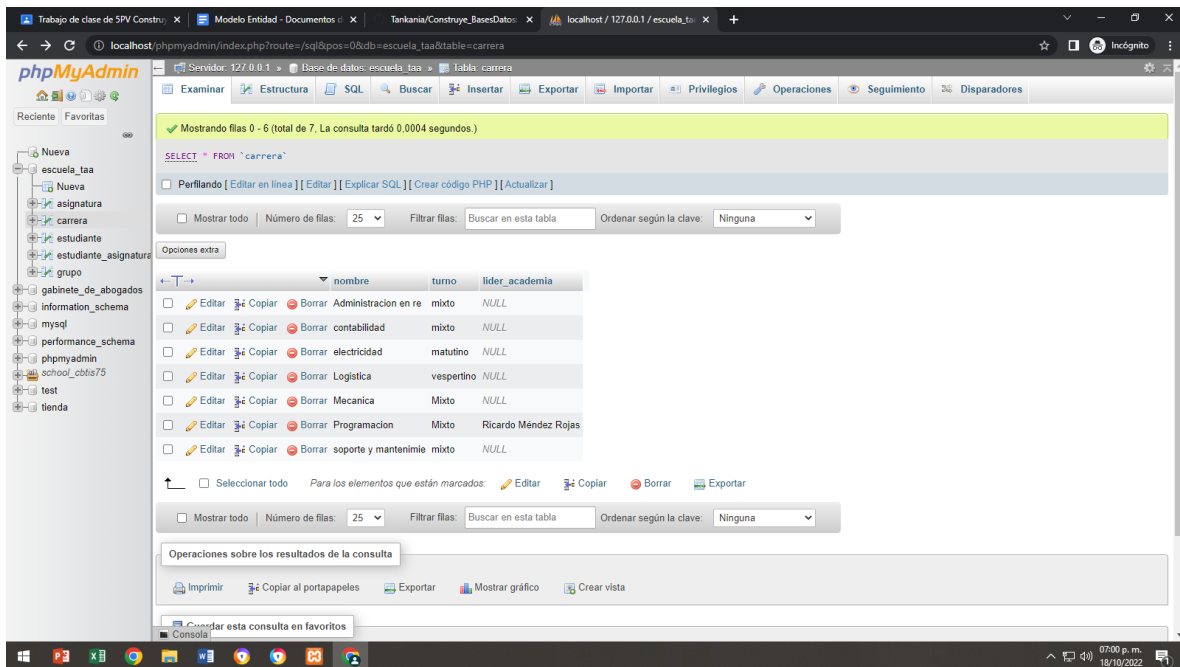 Trabajo de clase de 5PV Constru
Modelo Entidad - Documentos d
Tankania/Construye_BasesDatos
localhost / 127.0.0.1 / escuela_ta
localhost/phpmyadmin/index.php?route=/sql&pos=0&db=escuela_taa&table=carrera
Incógnito
phpMyAdmin
Reciente Favoritas
Nueva
escuela_taa
Nueva
asignatura
carrera
estudiante
estudiante_asignatura
grupo
gabinete_de_abogados
information_schema
mysql
performance_schema
phpmyadmin
school_cbtis75
test
tienda
Servidor: 127.0.0.1 » Base de datos: escuela_taa » Tabla: carrera
Examinar Estructura SQL Buscar Insertar Exportar Importar Privilegios Operaciones Seguimiento Disparadores
Mostrando filas 0 - 6 (total de 7, La consulta tardó 0,0004 segundos.)
SELECT * FROM `carrera`
Perfilando [ Editar en línea ] [ Editar ] [ Explicar SQL ] [ Crear código PHP ] [ Actualizar ]
Mostrar todo | Número de filas: 25 Filtrar filas: Buscar en esta tabla Ordenar según la clave: Ninguna
Opciones extra
nombre turno lider_academia
Editar Copiar Borrar Administracion en re mixto NULL
Editar Copiar Borrar contabilidad mixto NULL
Editar Copiar Borrar electricidad matutino NULL
Editar Copiar Borrar Logistica vespertino NULL
Editar Copiar Borrar Mecanica Mixto NULL
Editar Copiar Borrar Programacion Mixto Ricardo Méndez Rojas
Editar Copiar Borrar soporte y mantenimie mixto NULL
Seleccionar todo Para los elementos que están marcados: Editar Copiar Borrar Exportar
Mostrar todo | Número de filas: 25 Filtrar filas: Buscar en esta tabla Ordenar según la clave: Ninguna
Operaciones sobre los resultados de la consulta
Imprimir Copiar al portapapeles Exportar Mostrar gráfico Crear vista
Guardar esta consulta en favoritos
Consola
07:00 p. m.
18/10/2022